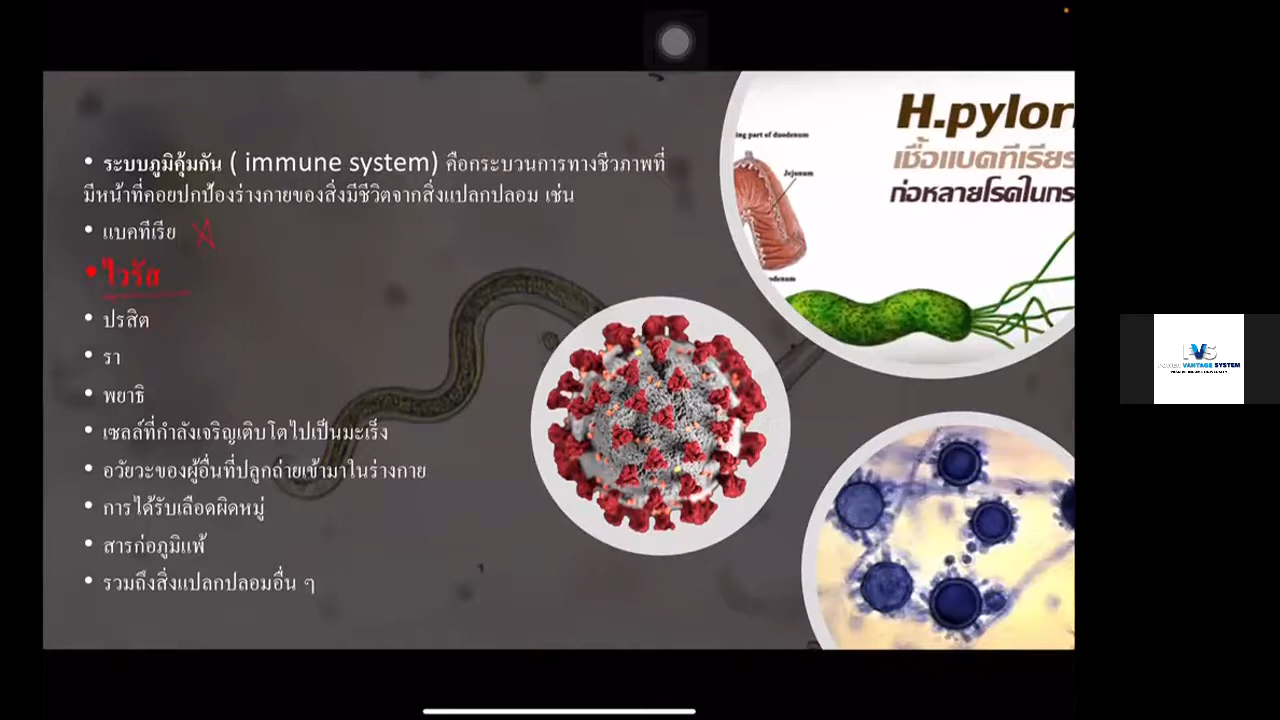 • ระบบภูมิคุ้มกัน ( immune system) คือกระบวนการทางชีวภาพที่
มีหน้าที่คอยปกป้องร่างกายของสิ่งมีชีวิตจากสิ่งแปลกปลอม เช่น
• แบคทีเรีย
• ไวรัส
• ปรสิต
• รา
• พยาธิ
• เซลล์ที่กำลังเจริญเติบโตไปเป็นมะเร็ง
• อวัยวะของผู้อื่นที่ปลูกถ่ายเข้ามาในร่างกาย
• การได้รับเลือดผิดหมู่
• สารก่อภูมิแพ้
• รวมถึงสิ่งแปลกปลอมอื่น ๆ
H.pylor
เชื้อแบคทีเรีย
ก่อหลายโรคในกร
ing part of duodenum
Jejunum
PVS
VANTAGE SYSTEM